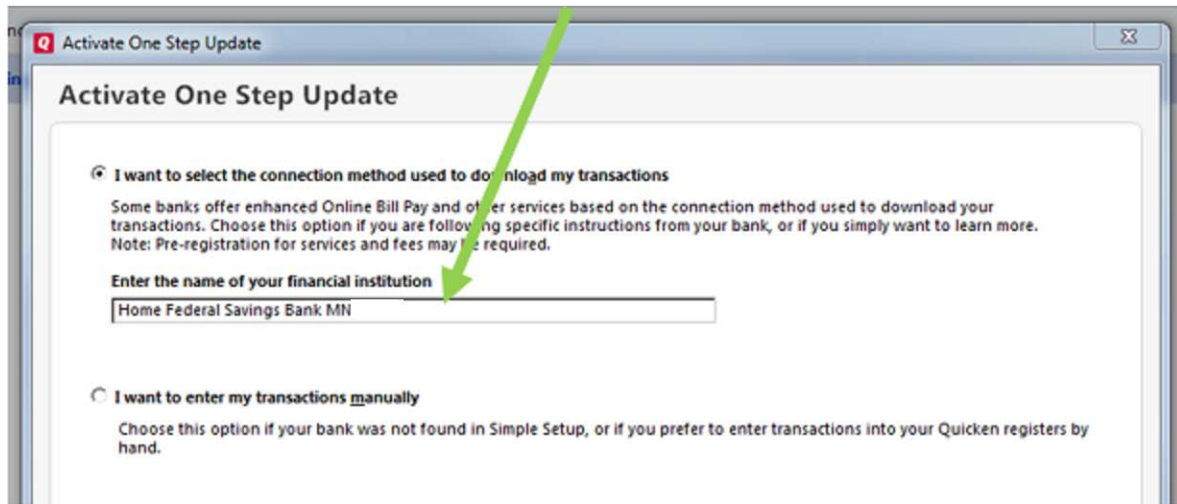 Activate One Step Update
Activate One Step Update
I want to select the connection method used to download my transactions
Some banks offer enhanced Online Bill Pay and other services based on the connection method used to download your
transactions. Choose this option if you are following specific instructions from your bank, or if you simply want to learn more.
Note: Pre-registration for services and fees may be required.
Enter the name of your financial institution
Home Federal Savings Bank MN
I want to enter my transactions manually
Choose this option if your bank was not found in Simple Setup, or if you prefer to enter transactions into your Quicken registers by
hand.